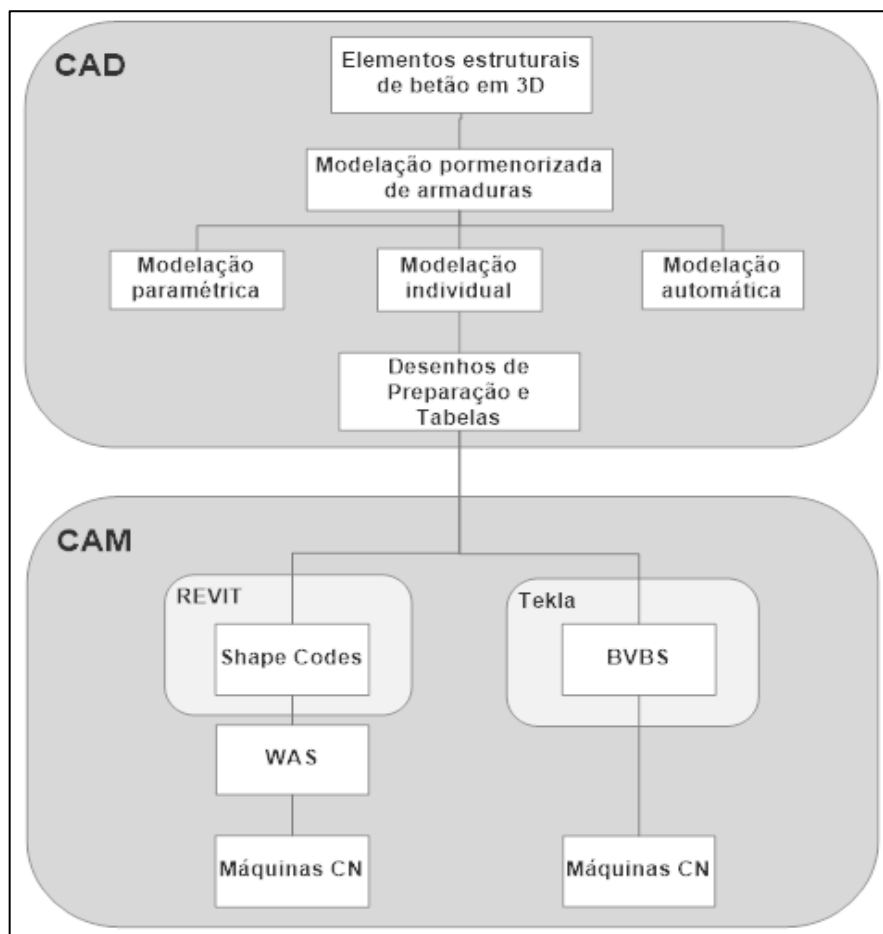 CAD
Elementos estruturais
de betão em 3D
Modelação pormenorizada
de armaduras
Modelação
paramétrica
Modelação
individual
Modelação
automática
Desenhos de
Preparação e
Tabelas
CAM
REVIT
Shape Codes
WAS
Máquinas CN
Tekla
BVBS
Máquinas CN